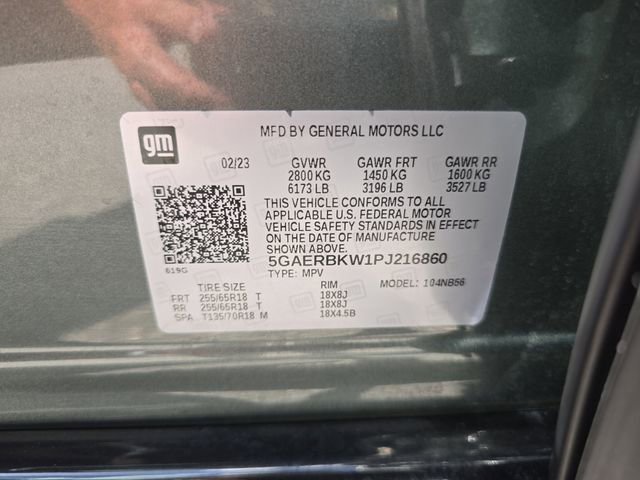 gm
MFD BY GENERAL MOTORS LLC
02/23 GVWR GAWR FRT GAWR RR
2800 KG 1450 KG 1600 KG
6173 LB 3196 LB 3527 LB
THIS VEHICLE CONFORMS TO ALL
APPLICABLE U.S. FEDERAL MOTOR
VEHICLE SAFETY STANDARDS IN EFFECT
ON THE DATE OF MANUFACTURE
SHOWN ABOVE.
619G
5GAERBKW1PJ216860
TYPE: MPV
MODEL: 104NB56
TIRE SIZE RIM
FRT 255/65R18 T 18X8J
RR 255/65R18 T 18X8J
SPA T135/70R18 M 18X4.5B